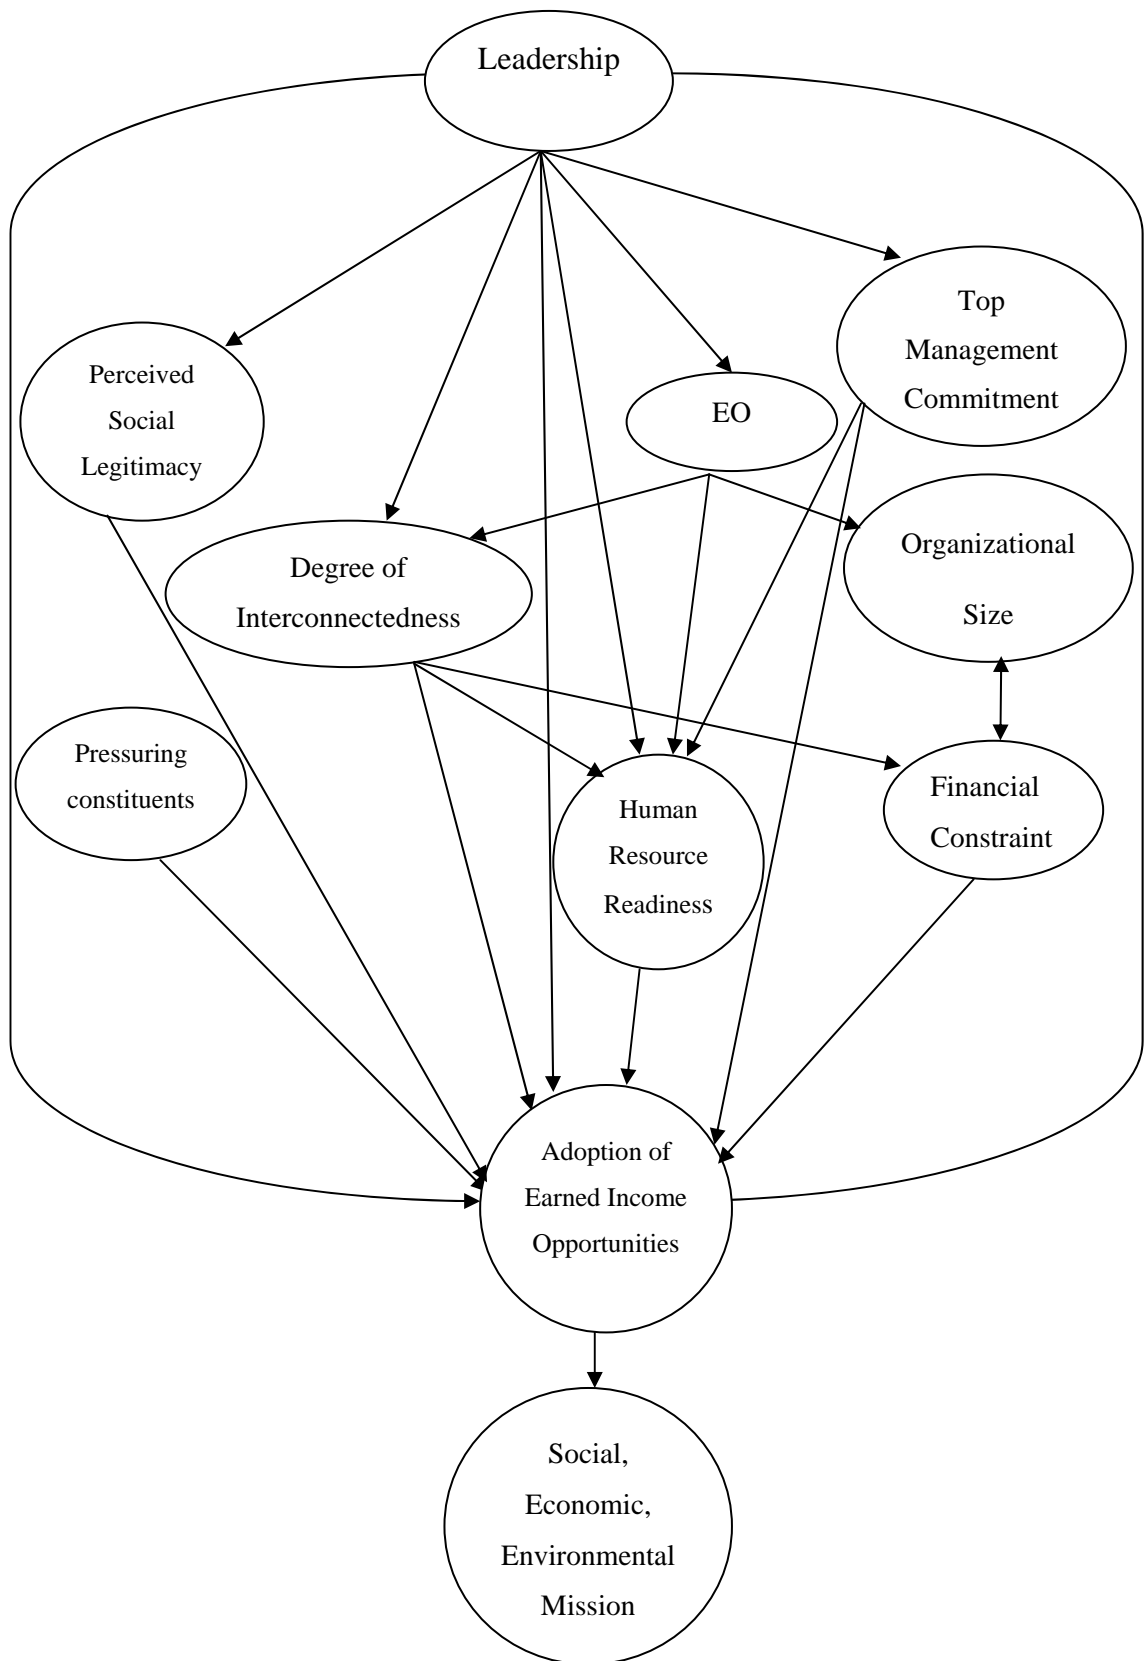 Leadership
Top
Management
Commitment
Perceived
Social
Legitimacy
EO
Organizational
Size
Degree of
Interconnectedness
Pressuring
constituents
Financial
Constraint
Human
Resource
Readiness
Adoption of
Earned Income
Opportunities
Social,
Economic,
Environmental
Mission